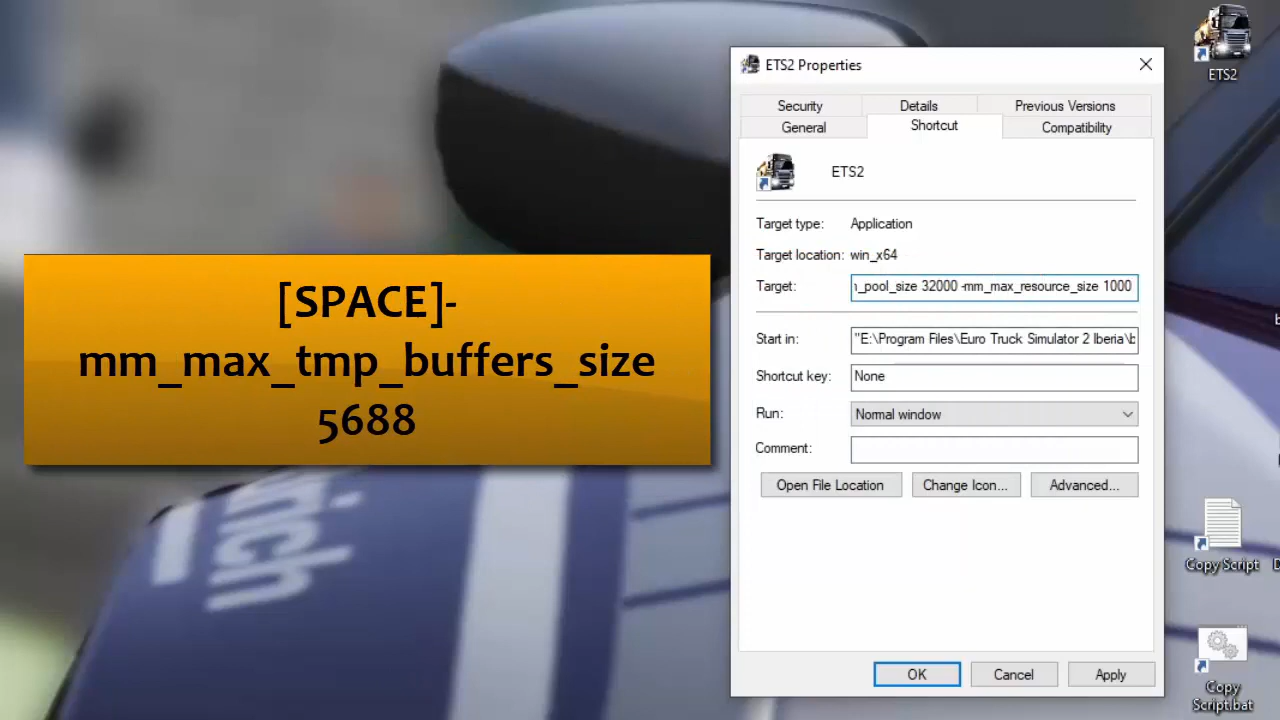 [SPACE]-
mm_max_tmp_buffers_size
5688
ETS2 Properties
Security
Details
Previous Versions
General
Shortcut
Compatibility
ETS2
Target type: Application
Target location: win_x64
Target: _pool_size 32000 -mm_max_resource_size 1000
Start in: "E:\Program Files\Euro Truck Simulator 2 Iberia\b
Shortcut key: None
Run: Normal window
Comment:
Open File Location
Change Icon...
Advanced...
OK
Cancel
Apply
ETS2
Copy Script
Copy
Script.bat